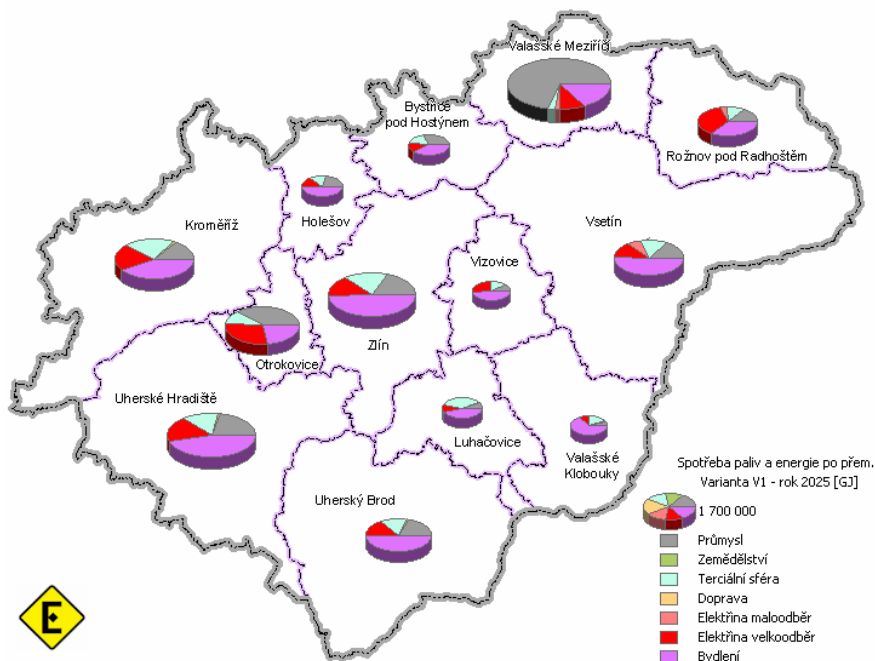 Valašské Meziříčí
Bystřice
pod Hostýnem
Rožnov pod Radhoštěm
Holešov
Kroměříž
Vsetín
Vizovice
Zlín
Otrokovice
Uherské Hradiště
Luhačovice
Valašské
Klobouky
Uherský Brod
Spotřeba paliv a energie po přem.
Varianta V1 - rok 2025 [GJ]
1 700 000
Průmysl
Zemědělství
Terciální sféra
Doprava
Elektřina maloodběr
Elektřina velkoodběr
Bydlení
E